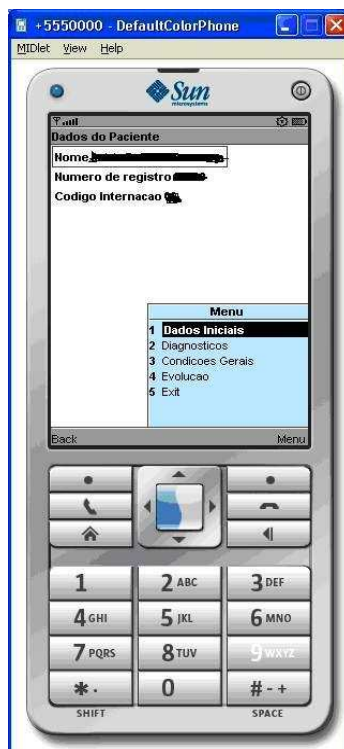 +5550000 - DefaultColorPhone
MIDlet View Help
Sun
microsystems
Dados do Paciente
Nome
Numero de registro
Codigo Internacao
Menu
1 Dados Iniciais
2 Diagnosticos
3 Condicoes Gerais
4 Evolucao
5 Exit
Back Menu
1 2 ABC 3 DEF
4 GHI 5 JKL 6 MNO
7 PQRS 8 TUV 9 WXYZ
* . 0 # - +
SHIFT SPACE